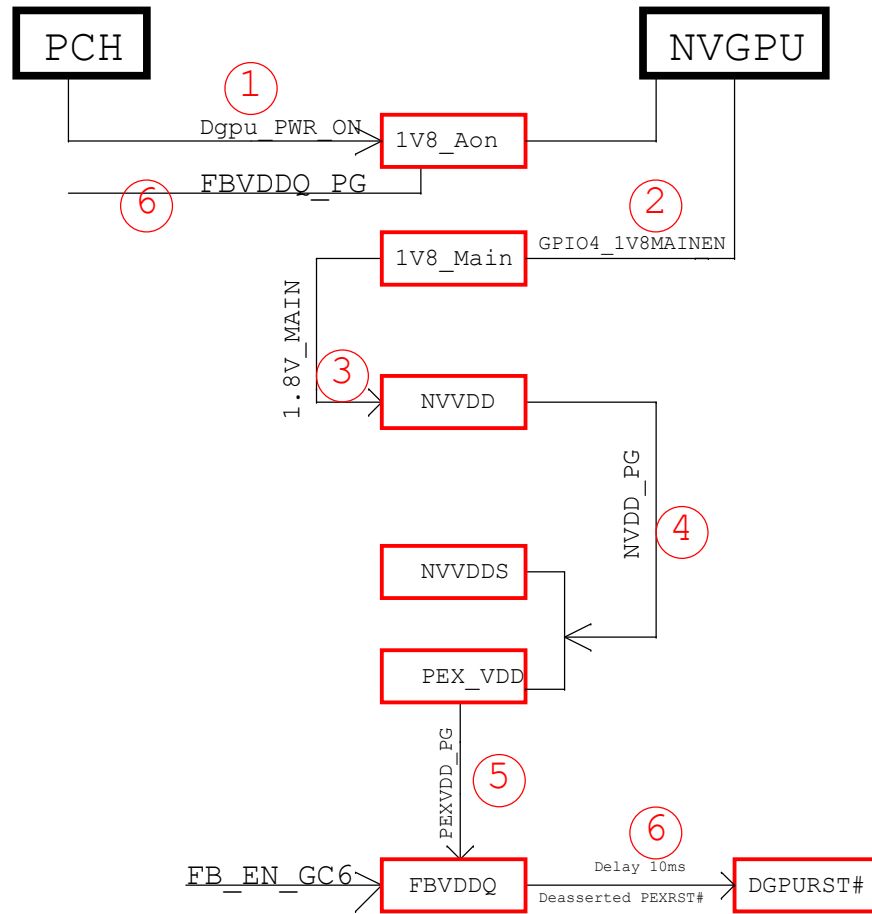 PCH
NVGPU
1
Dgpu_PWR_ON
1V8_Aon
6
FBVDDQ_PG
2
GPIO4_1V8MAINEN
1V8_Main
1.8V_MAIN
3
NVVDD
NVDD_PG
4
NVVDDS
PEX_VDD
PEXVDD_PG
5
6
FB_EN_GC6
FBVDDQ
Delay 10ms
Deasserted PEXRST#
DGPURST#